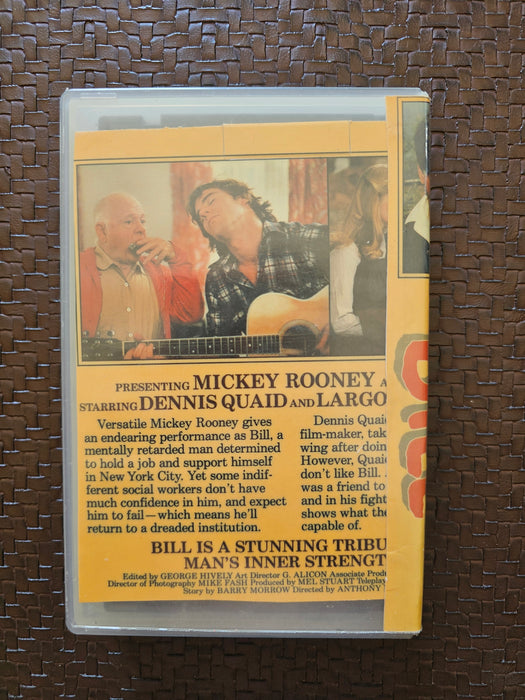 PRESENTING MICKEY ROONEY
STARRING DENNIS QUAID AND LARGO
Versatile Mickey Rooney gives
an endearing performance as Bill, a
mentally retarded man determined
to hold a job and support himself
in New York City. Yet some indif-
ferent social workers don't have
much confidence in him, and expect
him to fail—which means he'll
return to a dreaded institution.
Dennis Quaid
film-maker, tak
wing after doin
However, Quaid
don't like Bill.
was a friend to
and in his fight
shows what the
capable of.
BILL IS A STUNNING TRIBU
MAN'S INNER STRENGT
Edited by GEORGE HIVELY Art Director G. ALICON Associate Produ
Director of Photography MIKE FASH Produced by MEL STUART Teleplay
Story by BARRY MORROW Directed by ANTHONY
BILL